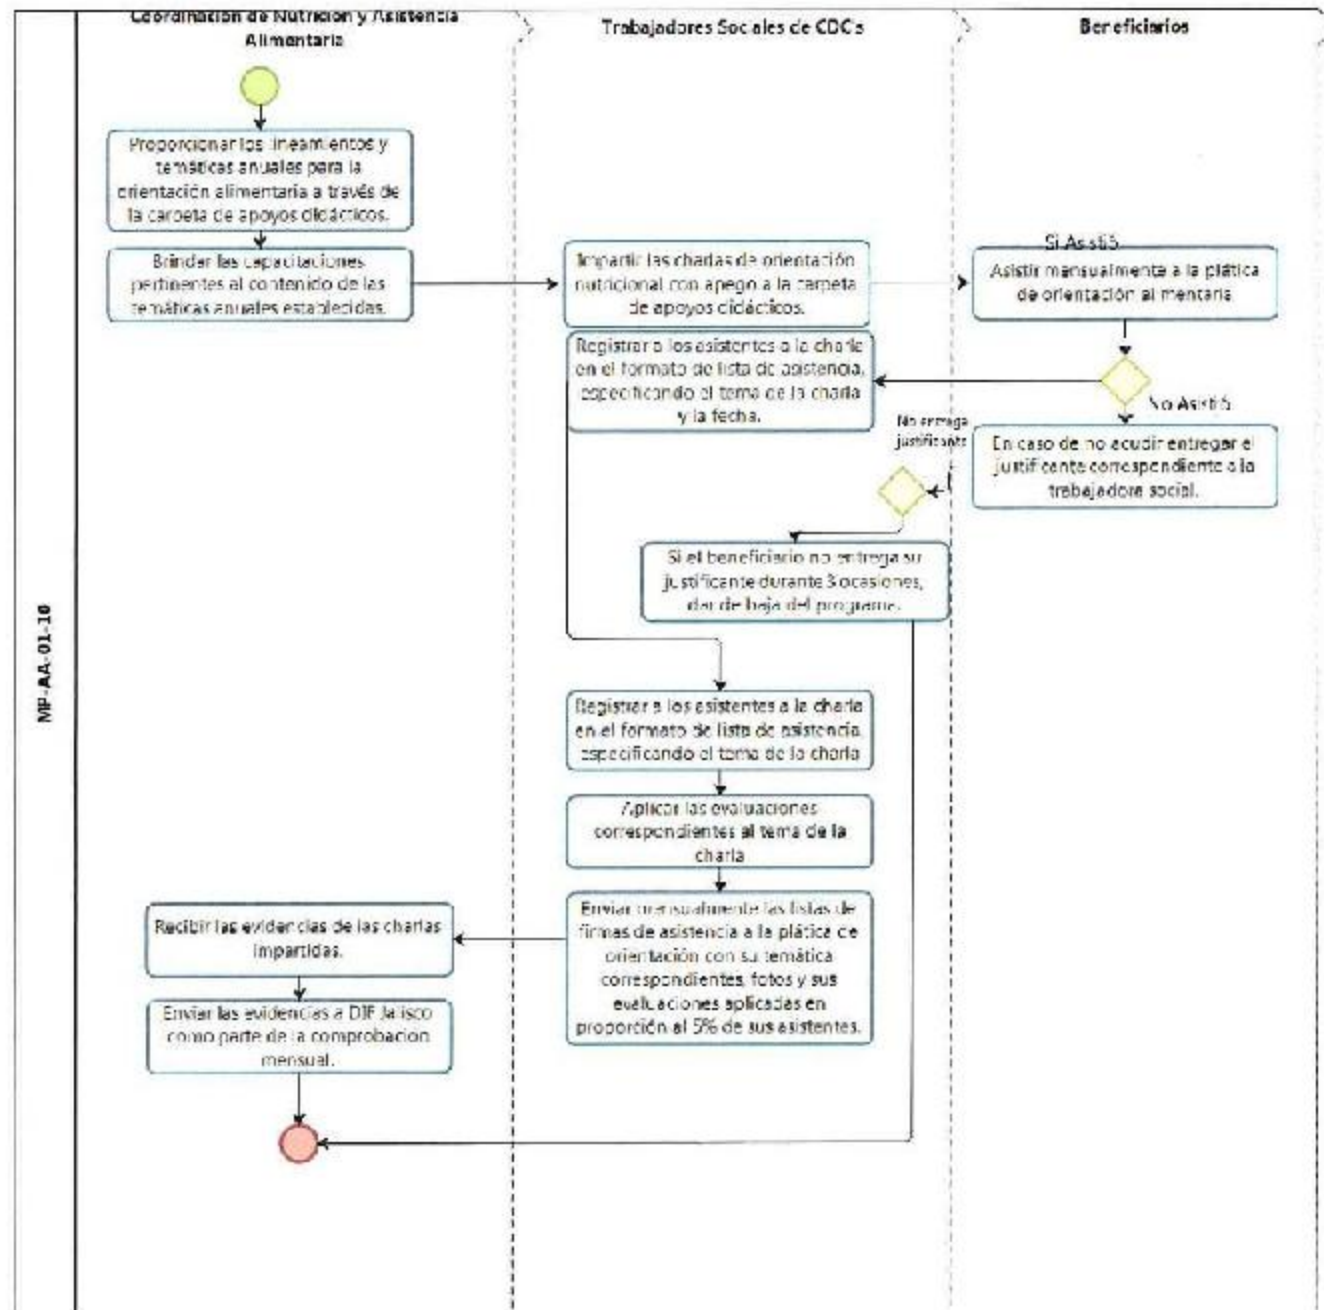 Coordinación de Nutrición y Asistencia
Alimentaria
Trabajadores Sociales de CDC's
Beneficiarios
MP-AA-01-16
Proporcionar los lineamientos y
temáticas anuales para la
orientación alimentaria a través de
la carpeta de apoyos didácticos.
Brindar las capacitaciones
pertinentes al contenido de las
temáticas anuales establecidas.
Impartir las charlas de orientación
nutricional con apego a la carpeta
de apoyos didácticos.
Si Asistió
Asistir mensualmente a la plática
de orientación alimentaria
Registrar a los asistentes a la charla
en el formato de lista de asistencia,
especificando el tema de la charla
y la fecha.
No Asistió
No entrega
justificante
En caso de no acudir entregar el
justificante correspondiente a la
trabajadora social.
Si el beneficiario no entrega su
justificante durante 3 ocasiones,
dar de baja del programa.
Registrar a los asistentes a la charla
en el formato de lista de asistencia
especificando el tema de la charla
Aplicar las evaluaciones
correspondientes al tema de la
charla
Enviar mensualmente las listas de
firmas de asistencia a la plática de
orientación con su temática
correspondientes, fotos y sus
evaluaciones aplicadas en
proporción al 5% de sus asistentes.
Recibir las evidencias de las charlas
impartidas.
Enviar las evidencias a DIF Jalisco
como parte de la comprobación
mensual.